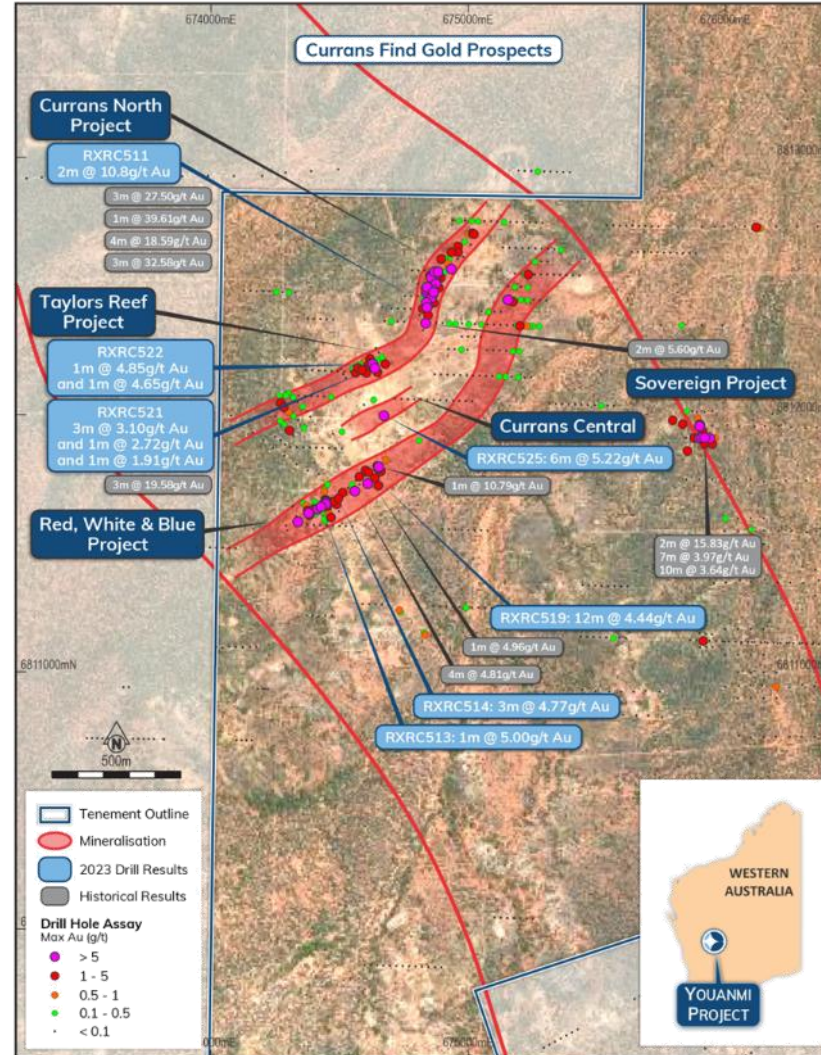 674000mE
675000mE
Currans Find Gold Prospects
Currans North
Project
RXRC511
2m @ 10.8g/t Au
3m @ 27.50g/t Au
1m @ 39.61g/t Au
4m @ 18.59g/t Au
3m @ 32.58g/t Au
Taylors Reef
Project
2m @ 5.60g/t Au
RXRC522
1m @ 4.85g/t Au
and 1m @ 4.65g/t Au
Sovereign Project
RXRC521
3m @ 3.10g/t Au
and 1m @ 2.72g/t Au
and 1m @ 1.91g/t Au
Currans Central
RXRC525: 6m @ 5.22g/t Au
3m @ 19.58g/t Au
1m @ 10.79g/t Au
Red, White & Blue
Project
2m @ 15.83g/t Au
7m @ 3.97g/t Au
10m @ 3.64g/t Au
RXRC519: 12m @ 4.44g/t Au
1m @ 4.96g/t Au
4m @ 4.81g/t Au
6811000mN
RXRC514: 3m @ 4.77g/t Au
RXRC513: 1m @ 5.00g/t Au
N
500m
Tenement Outline
Mineralisation
2023 Drill Results
Historical Results
Drill Hole Assay
Max Au (g/t)
> 5
1 - 5
0.5 - 1
0.1 - 0.5
< 0.1
WESTERN
AUSTRALIA
YOUANMI
PROJECT